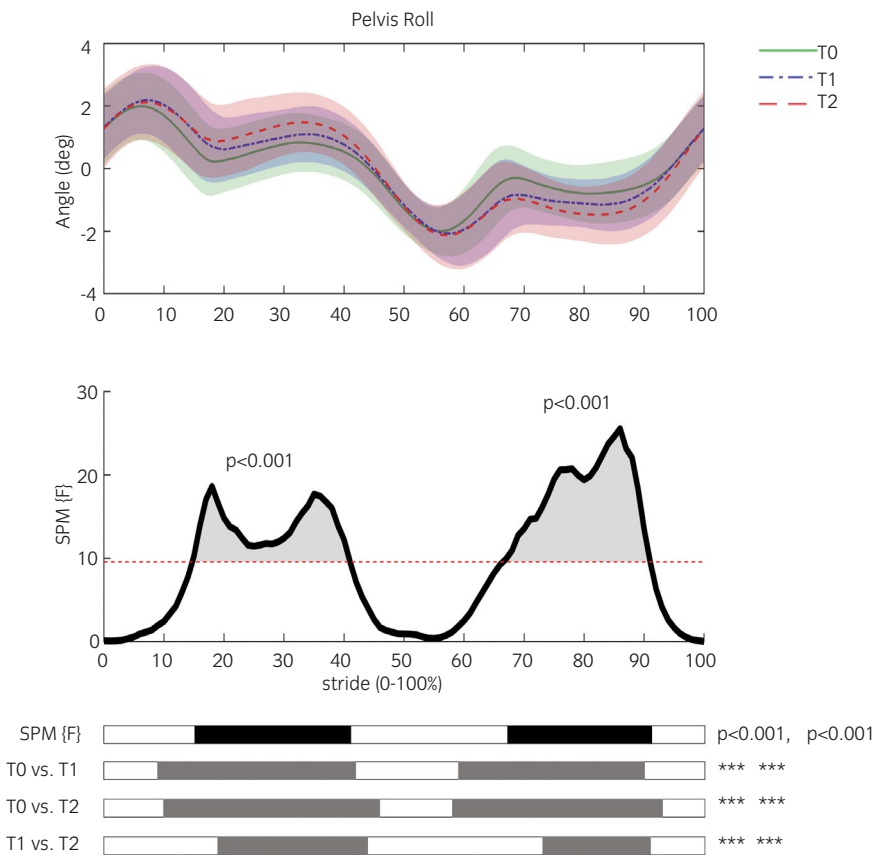 Pelvis Roll
T0
T1
T2
4
2
0
-2
-4
Angle (deg)
0 10 20 30 40 50 60 70 80 90 100
30
20
10
0
SPM {F}
p<0.001
p<0.001
0 10 20 30 40 50 60 70 80 90 100
stride (0-100%)
SPM {F} p<0.001, p<0.001
T0 vs. T1 *** ***
T0 vs. T2 *** ***
T1 vs. T2 *** ***